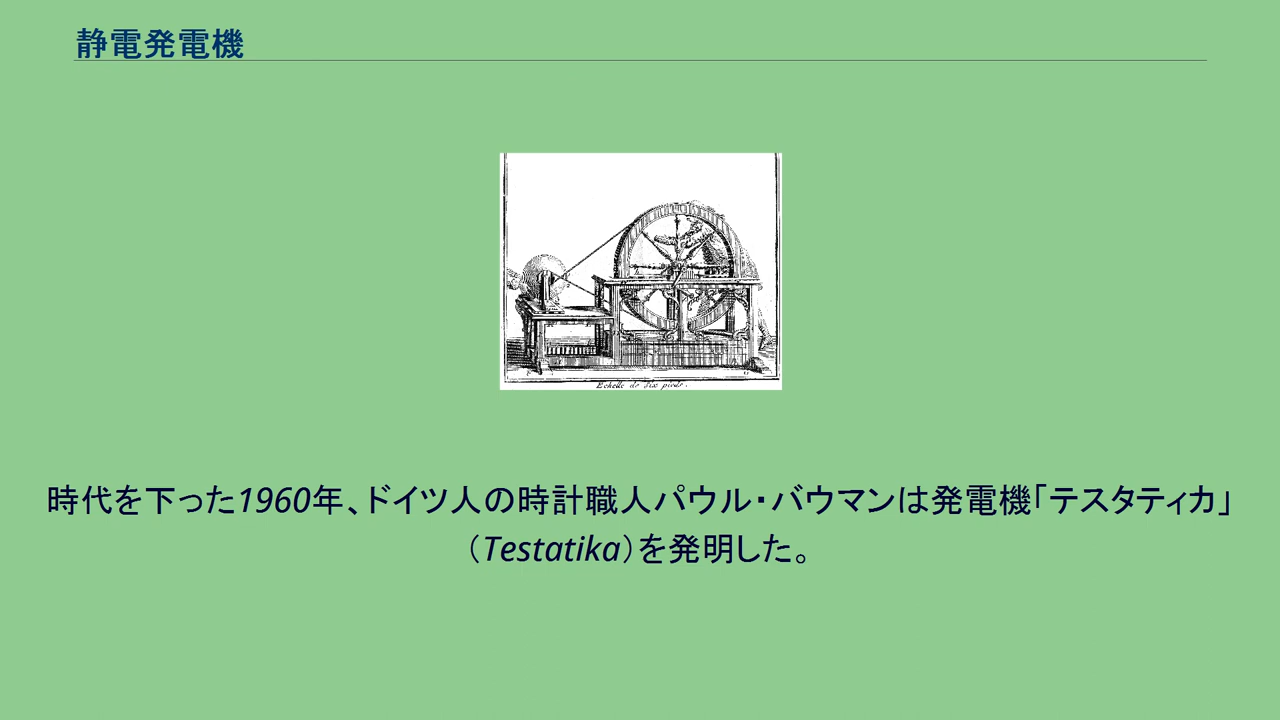 静電発電機
Echelle de Six pieds.
時代を下った1960年、ドイツ人の時計職人パウル・バウマンは発電機「テスタティカ」
（Testatika）を発明した。